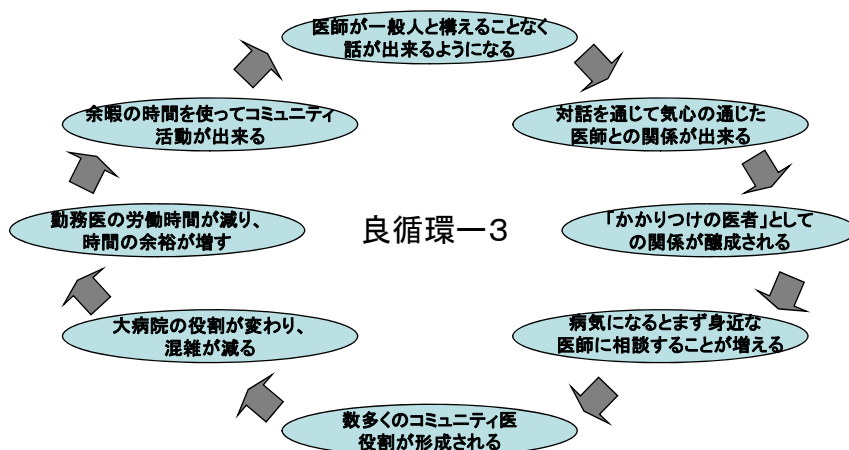 医師が一般人と構えることなく
話が出来るようになる
対話を通じて気心の通じた
医師との関係が出来る
「かかりつけの医者」として
の関係が醸成される
病気になるとまず身近な
医師に相談することが増える
数多くのコミュニティ医
役割が形成される
大病院の役割が変わり、
混雑が減る
勤務医の労働時間が減り、
時間の余裕が増す
余暇の時間を使ってコミュニティ
活動が出来る
良循環ー3